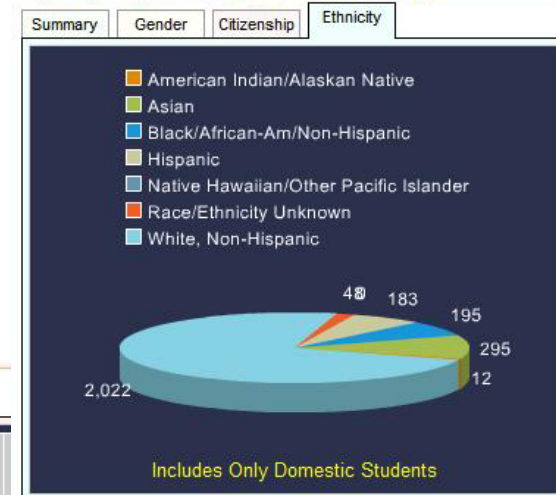 Summary Gender Citizenship Ethnicity
American Indian/Alaskan Native
Asian
Black/African-Am/Non-Hispanic
Hispanic
Native Hawaiian/Other Pacific Islander
Race/Ethnicity Unknown
White, Non-Hispanic
183
195
295
12
2,022
Includes Only Domestic Students